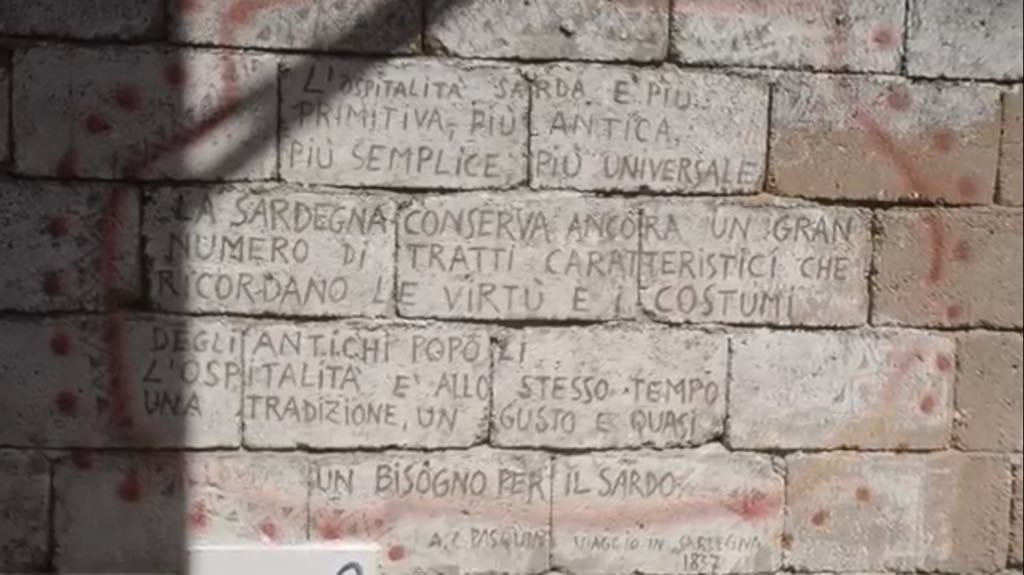 L'OSPITALITÀ SARDA E' PIÙ
PRIMITIVA, PIÙ ANTICA,
PIÙ SEMPLICE, PIÙ UNIVERSALE
LA SARDEGNA CONSERVA ANCORA UN GRAN
NUMERO DI TRATTI CARATTERISTICI CHE
RICORDANO LE VIRTÙ E I COSTUMI
DEGLI ANTICHI POPOLI
L'OSPITALITÀ E' ALLO STESSO TEMPO
UNA TRADIZIONE, UN GUSTO E QUASI
UN BISOGNO PER IL SARDO
A. C. PASQUIN VIAGGIO IN SARDEGNA
1837